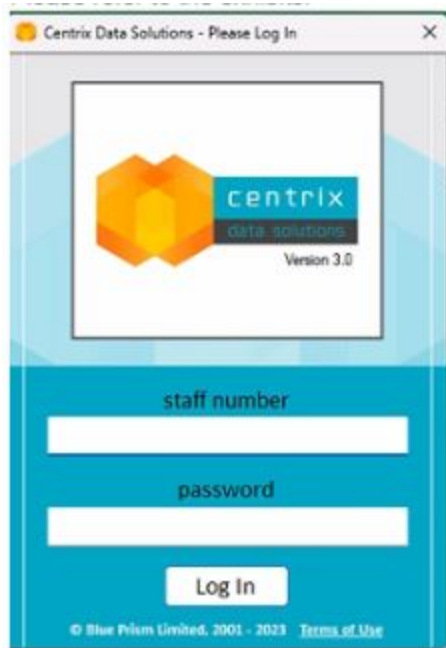 Centrix Data Solutions - Please Log In
centrix
data solutions
Version 3.0
staff number
password
Log In
© Blue Prism Limited, 2001 - 2023 Terms of Use